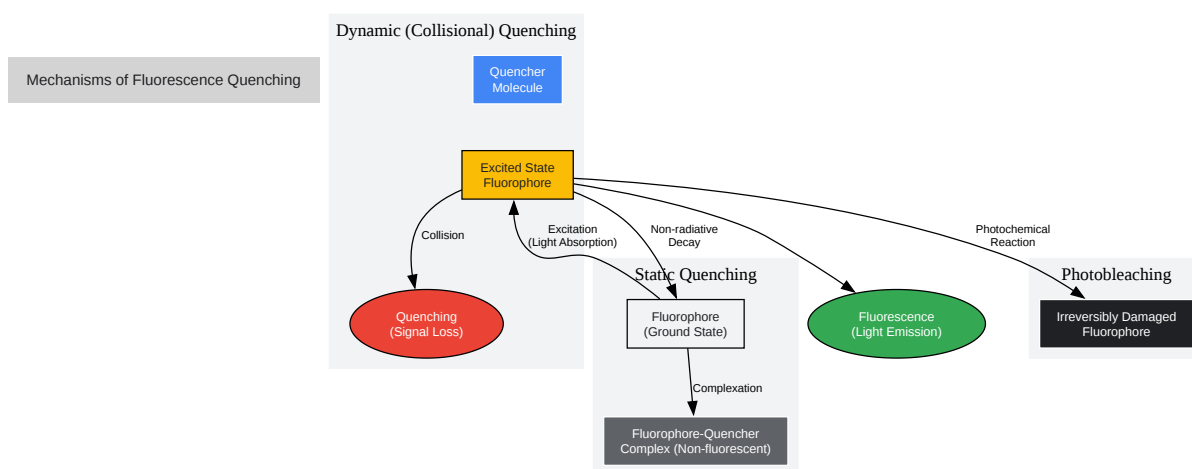 Dynamic (Collisional) Quenching
Mechanisms of Fluorescence Quenching
Quencher
Molecule
Excited State
Fluorophore
Collision
Excitation
(Light Absorption)
Non-radiative
Decay
Photochemical
Reaction
Static Quenching
Photobleaching
Quenching
(Signal Loss)
Fluorophore
(Ground State)
Fluorescence
(Light Emission)
Irreversibly Damaged
Fluorophore
Complexation
Fluorophore-Quencher
Complex (Non-fluorescent)